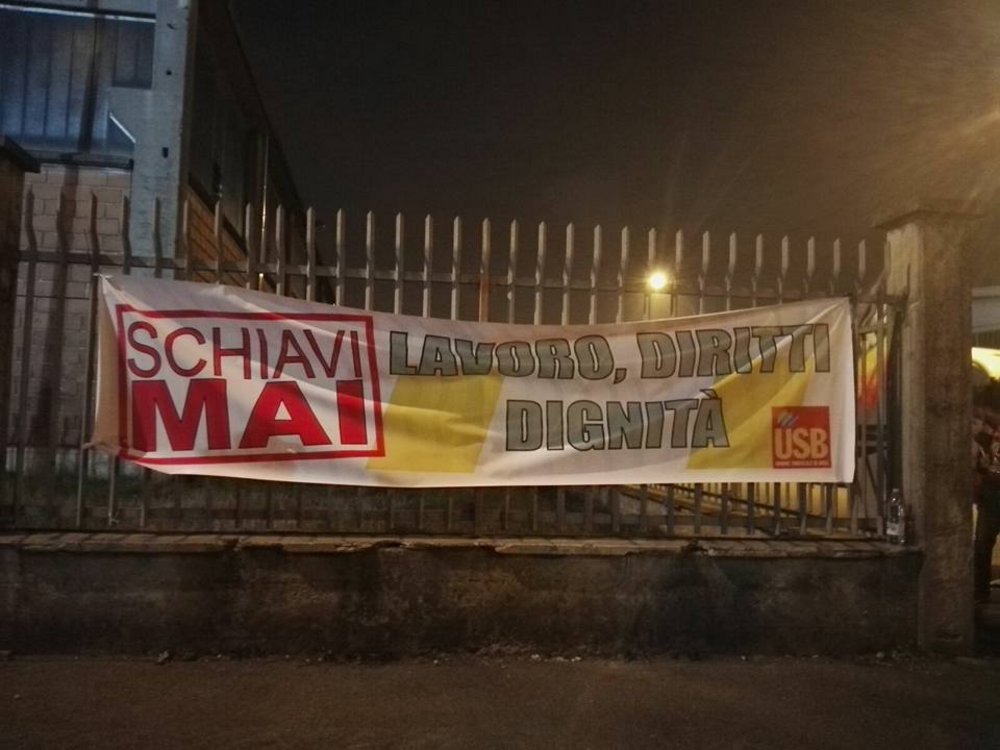 SCHIAVI
MAI
LAVORO, DIRITTI
DIGNITÀ
USB